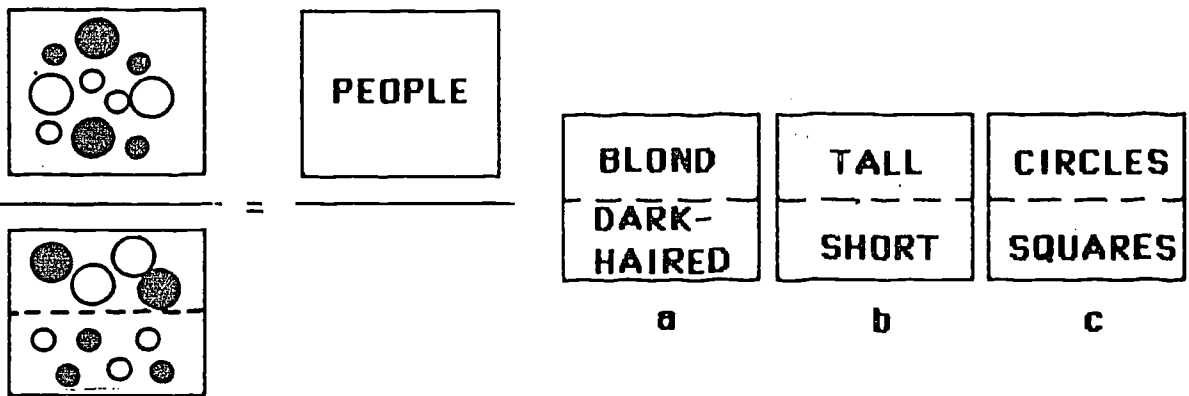 =
PEOPLE
BLOND
DARK-
HAIRED
TALL
SHORT
CIRCLES
SQUARES
a
b
c